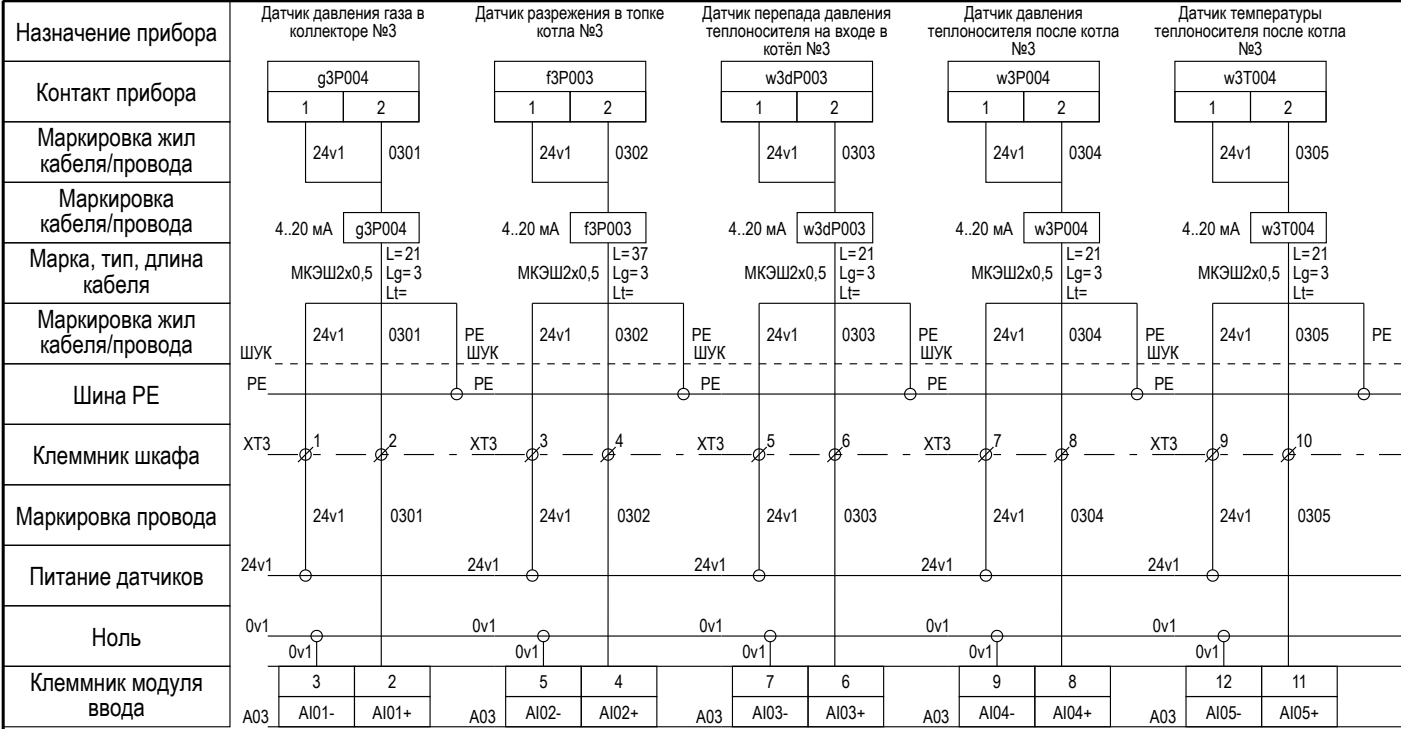 Назначение прибора
Датчик давления газа в
коллекторе №3
Датчик разрежения в топке
котла №3
Датчик перепада давления
теплоносителя на входе в
котёл №3
Датчик давления
теплоносителя после котла
№3
Датчик температуры
теплоносителя после котла
№3
Контакт прибора
g3P004
f3P003
w3dP003
w3P004
w3T004
1 2 1 2 1 2 1 2 1 2
Маркировка жил
кабеля/провода
24v1 0301 24v1 0302 24v1 0303 24v1 0304 24v1 0305
Маркировка
кабеля/провода
4..20 мА g3P004 4..20 мА f3P003 4..20 мА w3dP003 4..20 мА w3P004 4..20 мА w3T004
Марка, тип, длина
кабеля
МКЭШ2х0,5
L=21
Lg=3
Lt=
МКЭШ2х0,5
L=37
Lg=3
Lt=
МКЭШ2х0,5
L=21
Lg=3
Lt=
МКЭШ2х0,5
L=21
Lg=3
Lt=
МКЭШ2х0,5
L=21
Lg=3
Lt=
Маркировка жил
кабеля/провода
24v1 0301 PE 24v1 0302 PE 24v1 0303 PE 24v1 0304 PE 24v1 0305 PE
ШУК ШУК ШУК ШУК ШУК
Шина PE
PE PE PE PE PE
Клеммник шкафа
XT3 1 2 XT3 3 4 XT3 5 6 XT3 7 8 XT3 9 10
Маркировка провода
24v1 0301 24v1 0302 24v1 0303 24v1 0304 24v1 0305
Питание датчиков
24v1 24v1 24v1 24v1 24v1
Ноль
0v1 0v1 0v1 0v1 0v1
0v1 0v1 0v1 0v1 0v1
Клеммник модуля
ввода
3 2 5 4 7 6 9 8 12 11
A03 AI01- AI01+ A03 AI02- AI02+ A03 AI03- AI03+ A03 AI04- AI04+ A03 AI05- AI05+